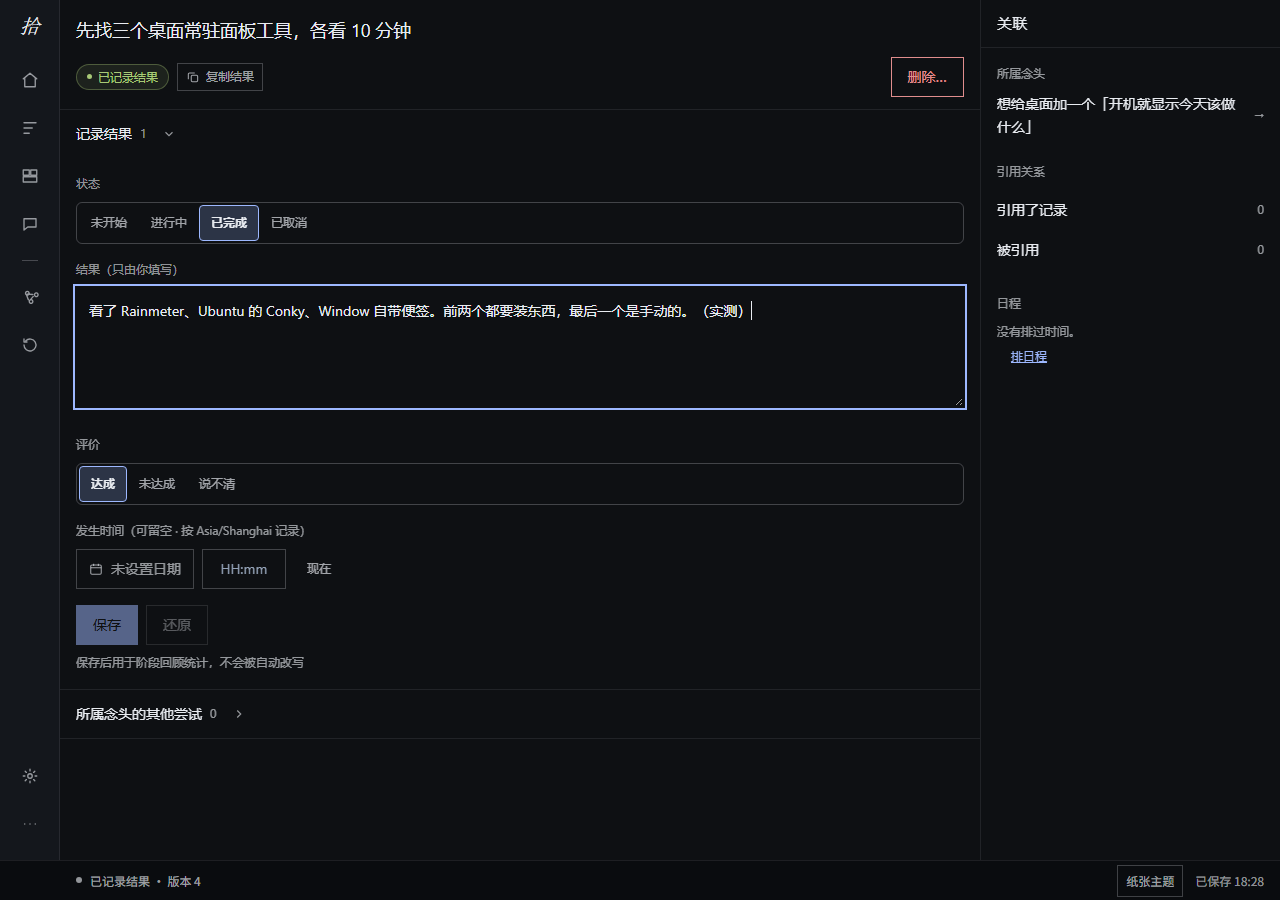 拾
先找三个桌面常驻面板工具，各看 10 分钟
已记录结果
复制结果
删除...
记录结果 1
状态
未开始 进行中 已完成 已取消
结果（只由你填写）
看了 Rainmeter、Ubuntu 的 Conky、Window 自带便签。前两个都要装东西，最后一个是手动的。（实测）
评价
达成 未达成 说不清
发生时间（可留空 · 按 Asia/Shanghai 记录）
未设置日期 HH:mm 现在
保存 还原
保存后用于阶段回顾统计，不会被自动改写
所属念头的其他尝试 0
关联
所属念头
想给桌面加一个「开机就显示今天该做
什么」 →
引用关系
引用了记录 0
被引用 0
日程
没有排过时间。
排日程
已记录结果 · 版本 4
纸张主题 已保存 18:28